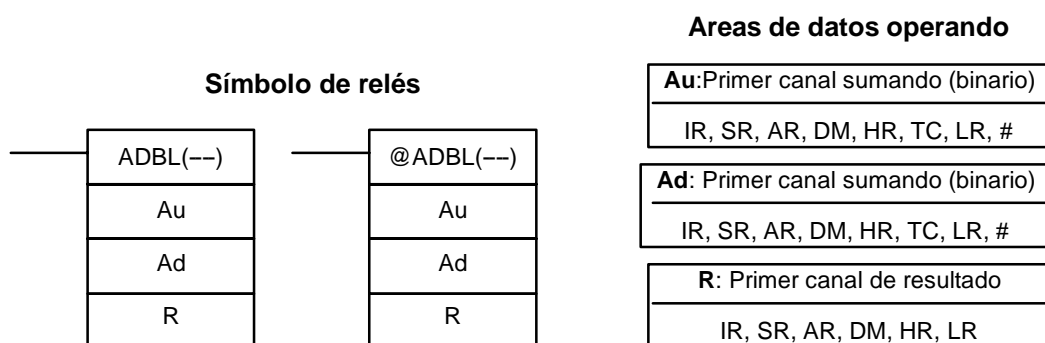 Símbolo de relés
ADBL(––)
Au
Ad
R
@ADBL(––)
Au
Ad
R
Areas de datos operando
Au:Primer canal sumando (binario)
IR, SR, AR, DM, HR, TC, LR, #
Ad: Primer canal sumando (binario)
IR, SR, AR, DM, HR, TC, LR, #
R: Primer canal de resultado
IR, SR, AR, DM, HR, LR